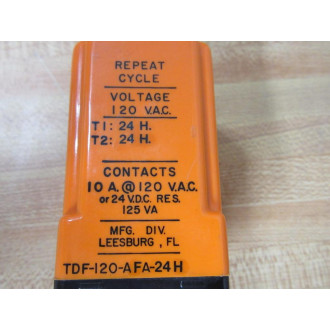 REPEAT
CYCLE
VOLTAGE
120 V.A.C.
T1: 24 H.
T2: 24 H.
CONTACTS
10 A. @ 120 V.A.C.
or 24 V.D.C. RES.
125 VA
MFG. DIV.
LEESBURG, FL
TDF-120-AFA-24H